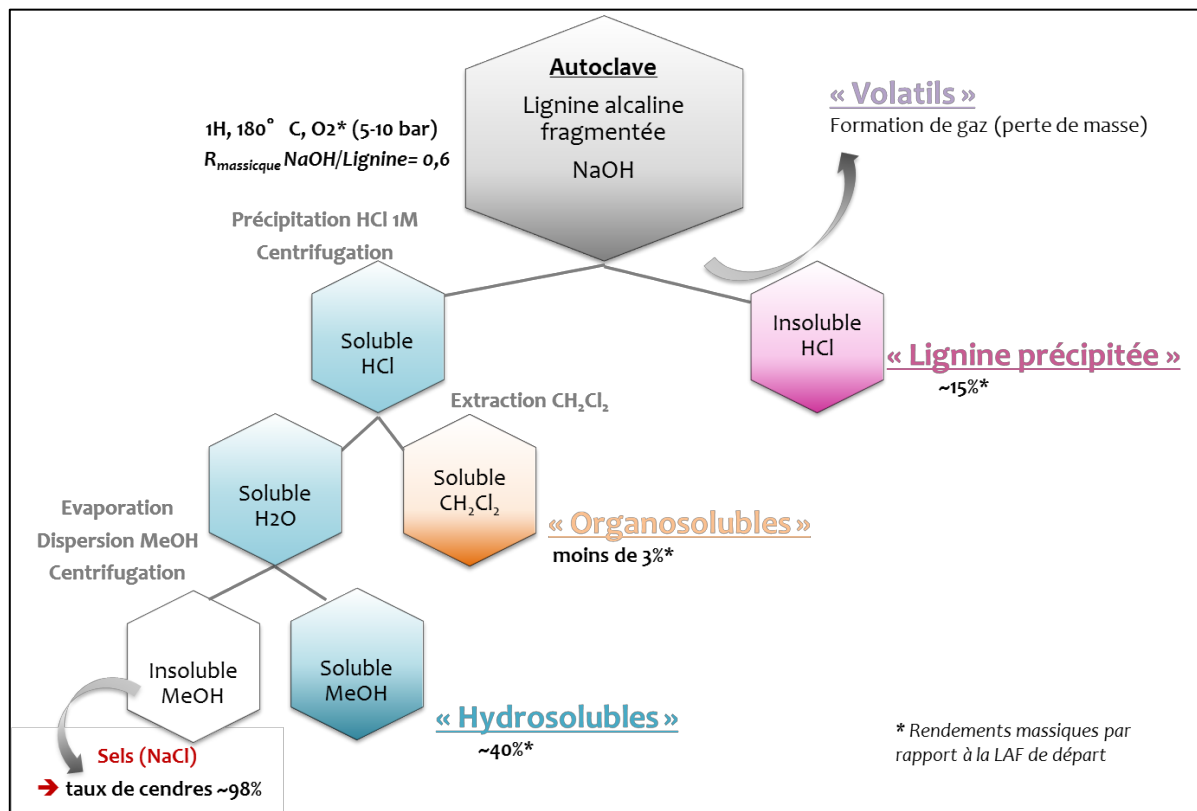 Autoclave
Lignine alcaline
fragmentée
NaOH
« Volatils »
Formation de gaz (perte de masse)
1H, 180° C, O2* (5-10 bar)
Rmassicque NaOH/Lignine= 0,6
Précipitation HCl 1M
Centrifugation
Soluble
HCl
Insoluble
HCl
« Lignine précipitée »
~15%*
Extraction CH₂Cl₂
Soluble
H2O
Soluble
CH₂Cl₂
« Organosolubles »
moins de 3%*
Evaporation
Dispersion MeOH
Centrifugation
Insoluble
MeOH
Soluble
MeOH
« Hydrosolubles »
~40%*
Sels (NaCl)
➔ taux de cendres ~98%
* Rendements massiques par
rapport à la LAF de départ